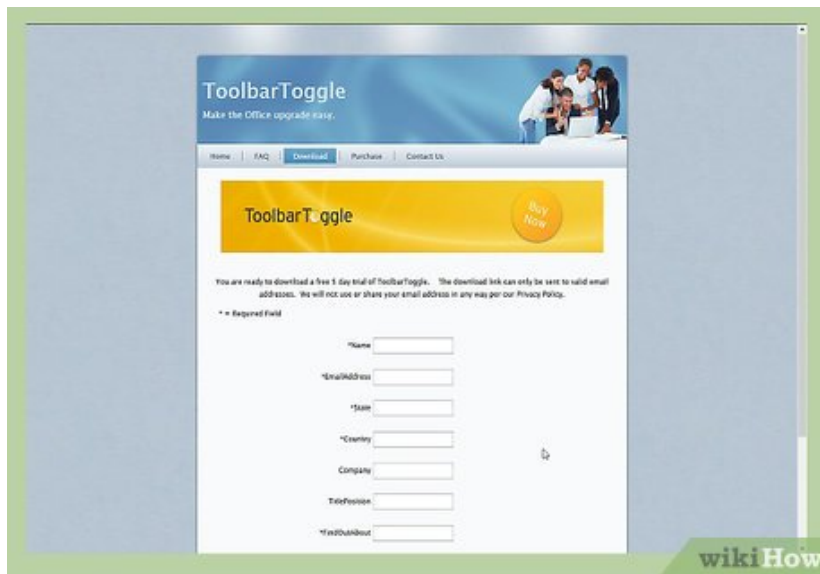 ToolbarToggle
Make the Office upgrade easy.
Home | FAQ | Download | Purchase | Contact Us
ToolbarToggle
Buy
Now
You are ready to download a free 5 day trial of ToolbarToggle. The download link can only be sent to valid email
addresses. We will not use or share your email address in any way per our Privacy Policy.
* = Required Field
*Name
*EmailAddress
*State
*Country
Company
TitlePosition
*FindOutAbout
wikiHow